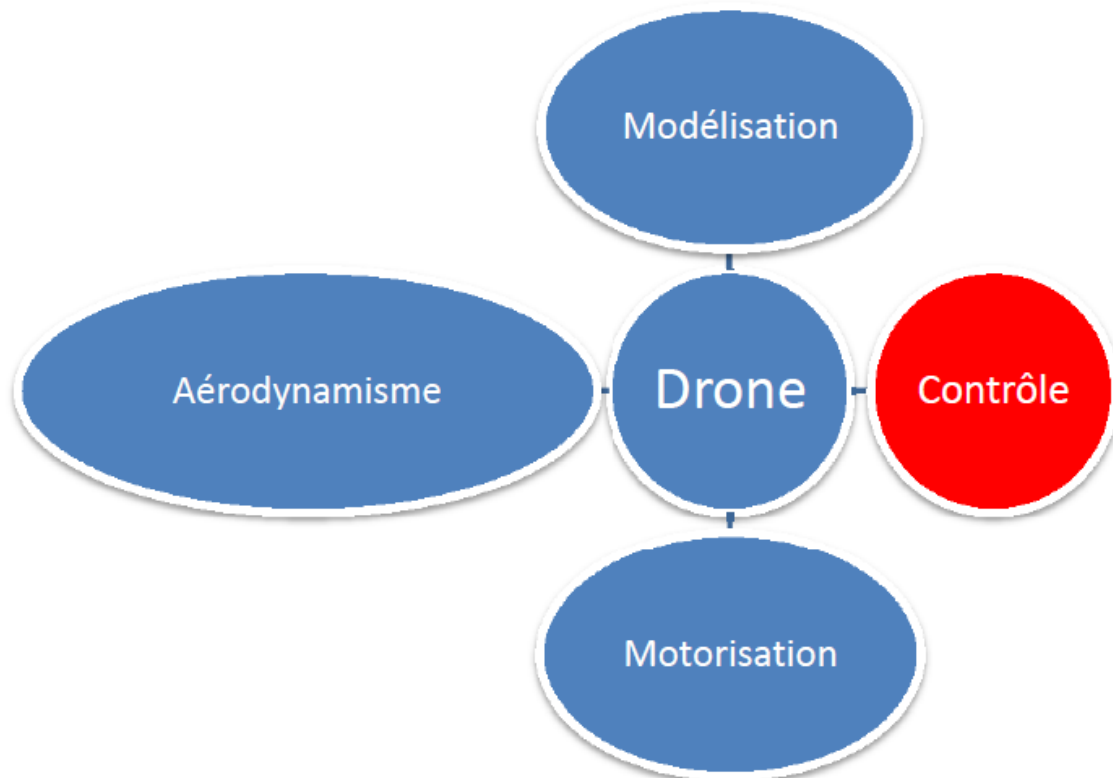 Modélisation
Aérodynamisme
Drone
Contrôle
Motorisation